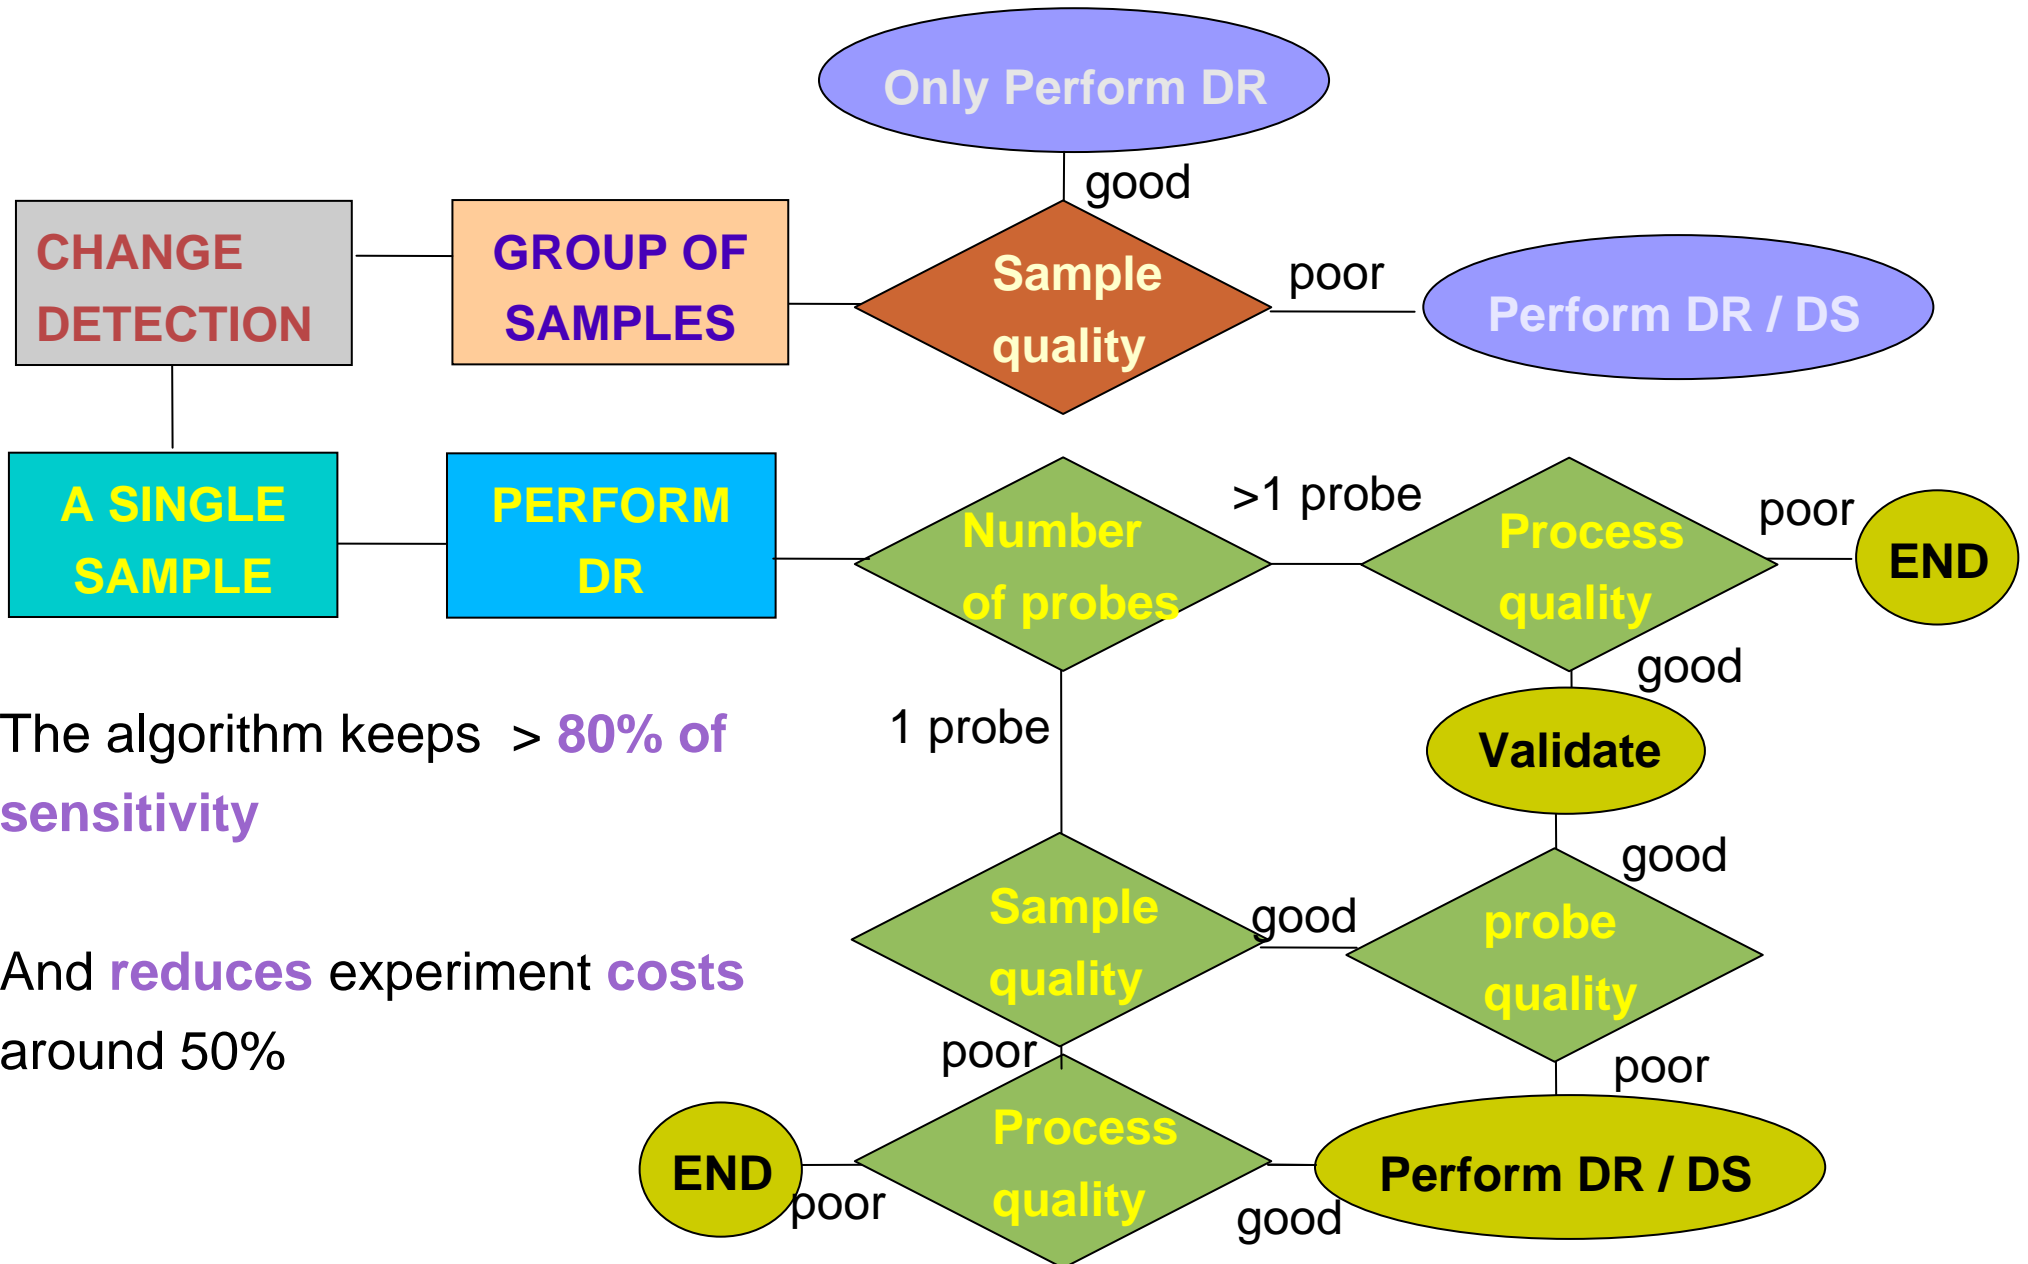 Only Perform DR
good
CHANGE
DETECTION
GROUP OF
SAMPLES
Sample
quality
poor
Perform DR / DS
A SINGLE
SAMPLE
PERFORM
DR
Number
of probes
>1 probe
Process
quality
poor
END
good
Validate
1 probe
The algorithm keeps  > 80% of
sensitivity
good
Sample
quality
good
probe
quality
And reduces experiment costs
around 50%
poor
poor
END
poor
Process
quality
good
Perform DR / DS